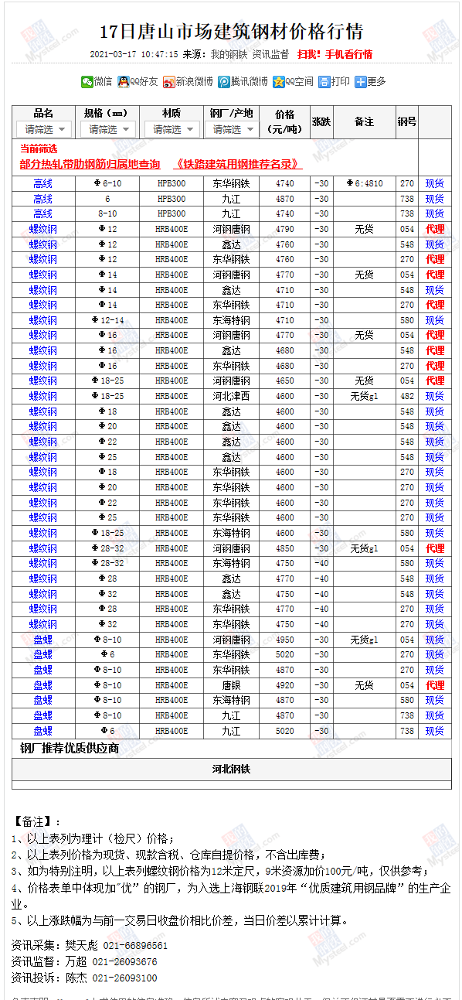 17日唐山市场建筑钢材价格行情
2021-03-17 10:47:15 来源：我的钢铁 资讯监督 扫我！手机看行情
微信 QQ好友 新浪微博 腾讯微博 QQ空间 打印 更多
品名 规格（㎜） 材质 钢厂/产地 价格（元/吨） 涨跌 备注 钢号
请筛选 请筛选 请筛选 请筛选
当前筛选
部分热轧带肋钢筋归属地查询 《铁路建筑用钢推荐名录》
高线 Φ6-10 HPB300 东华钢铁 4740 -30 Φ6:4810 270 现货
高线 6 HPB300 九江 4870 -30 738 现货
高线 8-10 HPB300 九江 4740 -30 738 现货
螺纹钢 Φ12 HRB400E 河钢唐钢 4790 -30 无货 054 代理
螺纹钢 Φ12 HRB400E 鑫达 4760 -30 548 现货
螺纹钢 Φ12 HRB400E 东华钢铁 4760 -30 270 代理
螺纹钢 Φ14 HRB400E 河钢唐钢 4770 -30 无货 054 代理
螺纹钢 Φ14 HRB400E 鑫达 4710 -30 548 现货
螺纹钢 Φ14 HRB400E 东华钢铁 4710 -30 270 代理
螺纹钢 Φ12-14 HRB400E 东海特钢 4710 -30 580 现货
螺纹钢 Φ16 HRB400E 河钢唐钢 4770 -30 无货 054 代理
螺纹钢 Φ16 HRB400E 鑫达 4680 -30 548 代理
螺纹钢 Φ16 HRB400E 东华钢铁 4680 -30 270 代理
螺纹钢 Φ18-25 HRB400E 河钢唐钢 4650 -30 无货 054 代理
螺纹钢 Φ18-25 HRB400E 河北津西 4600 -30 无货gl 482 现货
螺纹钢 Φ18 HRB400E 鑫达 4600 -30 548 现货
螺纹钢 Φ20 HRB400E 鑫达 4600 -30 548 现货
螺纹钢 Φ22 HRB400E 鑫达 4600 -30 548 现货
螺纹钢 Φ25 HRB400E 鑫达 4600 -30 548 现货
螺纹钢 Φ18 HRB400E 东华钢铁 4600 -30 270 现货
螺纹钢 Φ20 HRB400E 东华钢铁 4600 -30 270 现货
螺纹钢 Φ22 HRB400E 东华钢铁 4600 -30 270 现货
螺纹钢 Φ25 HRB400E 东华钢铁 4600 -30 270 现货
螺纹钢 Φ18-25 HRB400E 东海特钢 4600 -30 580 现货
螺纹钢 Φ28-32 HRB400E 河钢唐钢 4850 -30 无货gl 054 代理
螺纹钢 Φ28-32 HRB400E 东海特钢 4750 -40 580 现货
螺纹钢 Φ28 HRB400E 鑫达 4770 -40 548 现货
螺纹钢 Φ32 HRB400E 鑫达 4750 -40 548 现货
螺纹钢 Φ28 HRB400E 东华钢铁 4770 -40 270 现货
螺纹钢 Φ32 HRB400E 东华钢铁 4750 -40 270 现货
盘螺 Φ8-10 HRB400E 河钢唐钢 4950 -30 无货gl 054 现货
盘螺 Φ6 HRB400E 东华钢铁 5020 -30 270 现货
盘螺 Φ8-10 HRB400E 东华钢铁 4870 -30 270 现货
盘螺 Φ8-10 HRB400E 唐银 4920 -30 无货 054 代理
盘螺 Φ8-10 HRB400E 东海特钢 4870 -30 580 现货
盘螺 Φ8-10 HRB400E 九江 4870 -30 738 现货
盘螺 Φ6 HRB400E 九江 5020 -30 738 现货
钢厂推荐优质供应商
河北钢铁
【备注】：
1、以上表列为理计（检尺）价格；
2、以上表列价格为现货、现款含税、仓库自提价格，不含出库费；
3、如为特别注明，以上表列螺纹钢价格为12米定尺，9米资源加价100元/吨，仅供参考；
4、价格表单中体现加"优”的钢厂，为入选上海钢联2019年“优质建筑用钢品牌”的生产企
业。
5、以上涨跌幅为与前一交易日收盘价相比价差，当日价差以累计计算。
资讯采集：樊天彪 021-66896561
资讯监督：万超 021-26093676
资讯投诉：陈杰 021-26093100